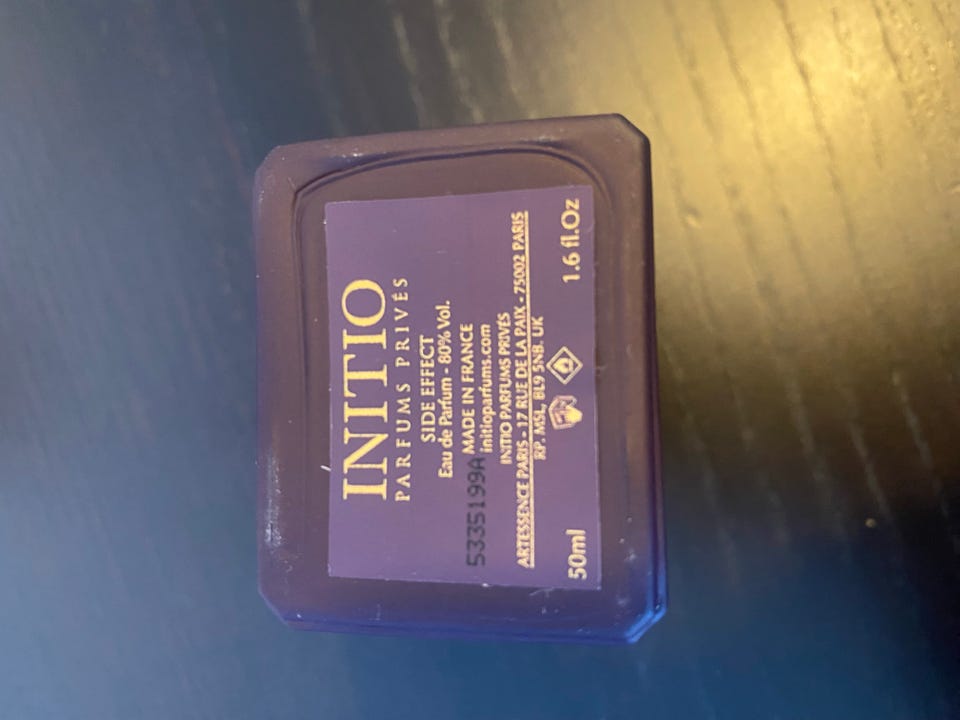 INITIO
PARFUMS PRIVÉS
SIDE EFFECT
Eau de Parfum - 80% Vol.
5335199A MADE IN FRANCE
initioparfums.com
INITIO PARFUMS PRIVÉS
ARTESSENCE PARIS - 17 RUE DE LA PAIX - 75002 PARIS
RP. MSL, BL9 5NB. UK
50ml 1.6 fl.Oz